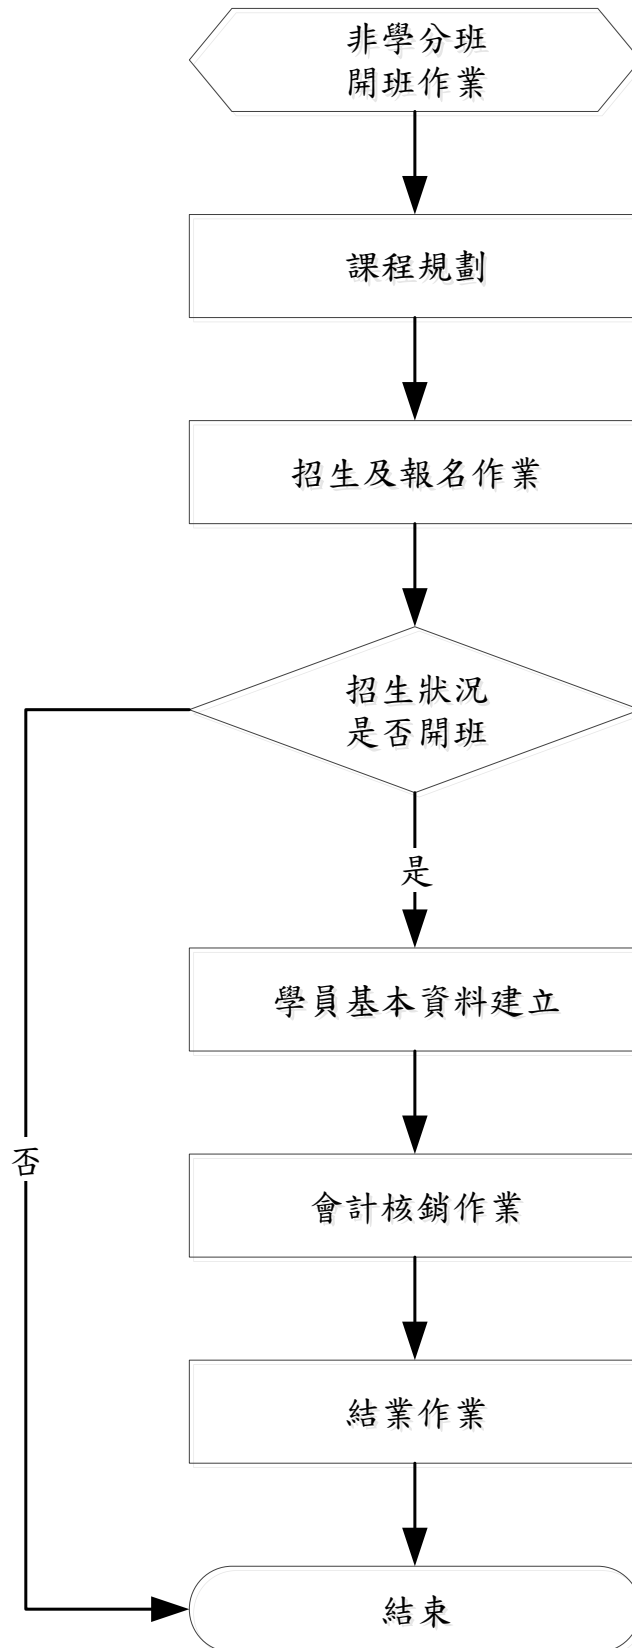 非學分班
開班作業
課程規劃
招生及報名作業
招生狀況
是否開班
是
學員基本資料建立
否
會計核銷作業
結業作業
結束